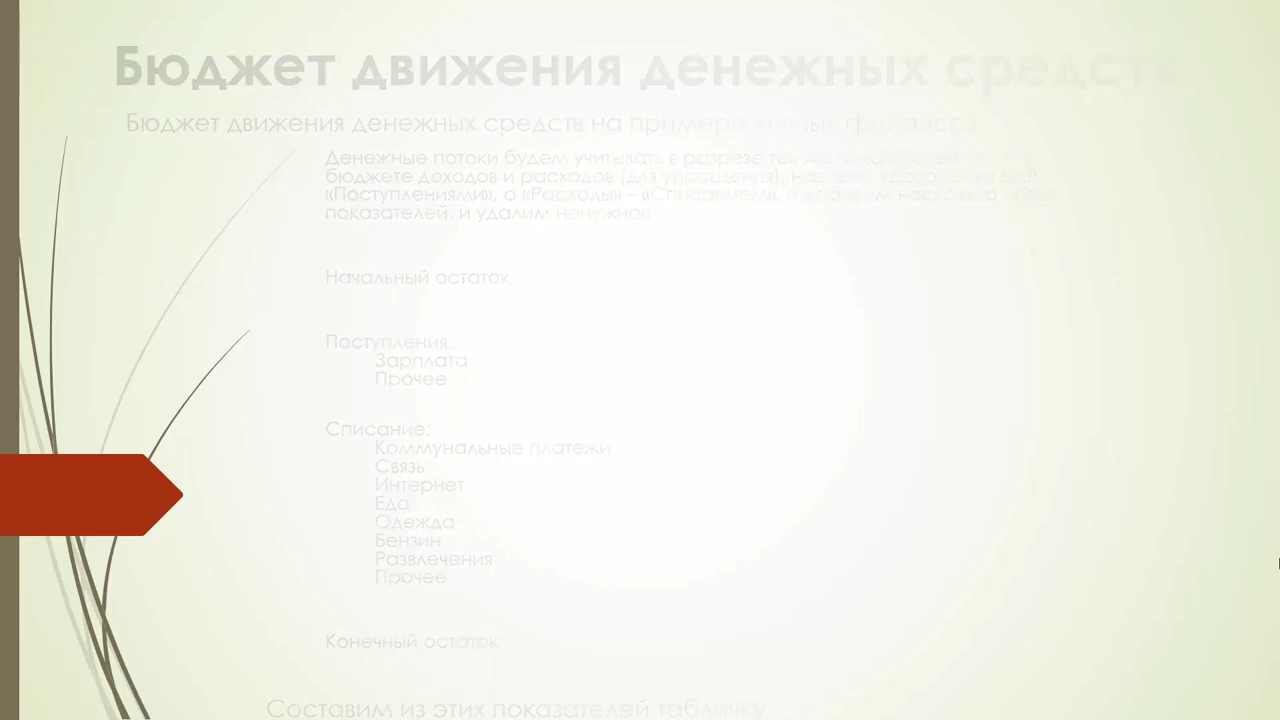 Бюджет движения денежных средств
Бюджет движения денежных средств на примере личных финансов
Денежные потоки будем учитывать в разрезе тех же показателей
бюджете доходов и расходов (для упрощения), назовем «Доходы» в БДР
«Поступлениями», а «Расходы» – «Списанием», и добавим несколько новых
показателей, и удалим ненужное:
Начальный остаток
Поступления:
Зарплата
Прочее
Списание:
Коммунальные платежи
Связь
Интернет
Еда
Одежда
Бензин
Развлечения
Прочее
Конечный остаток
Составим из этих показателей табличку